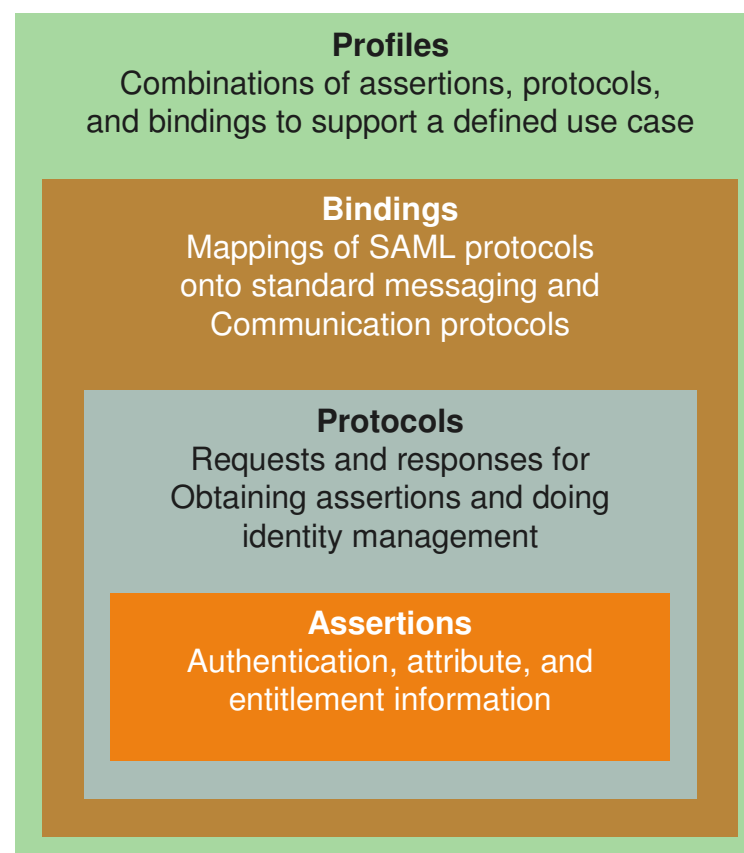 Profiles
Combinations of assertions, protocols,
and bindings to support a defined use case
Bindings
Mappings of SAML protocols
onto standard messaging and
Communication protocols
Protocols
Requests and responses for
Obtaining assertions and doing
identity management
Assertions
Authentication, attribute, and
entitlement information